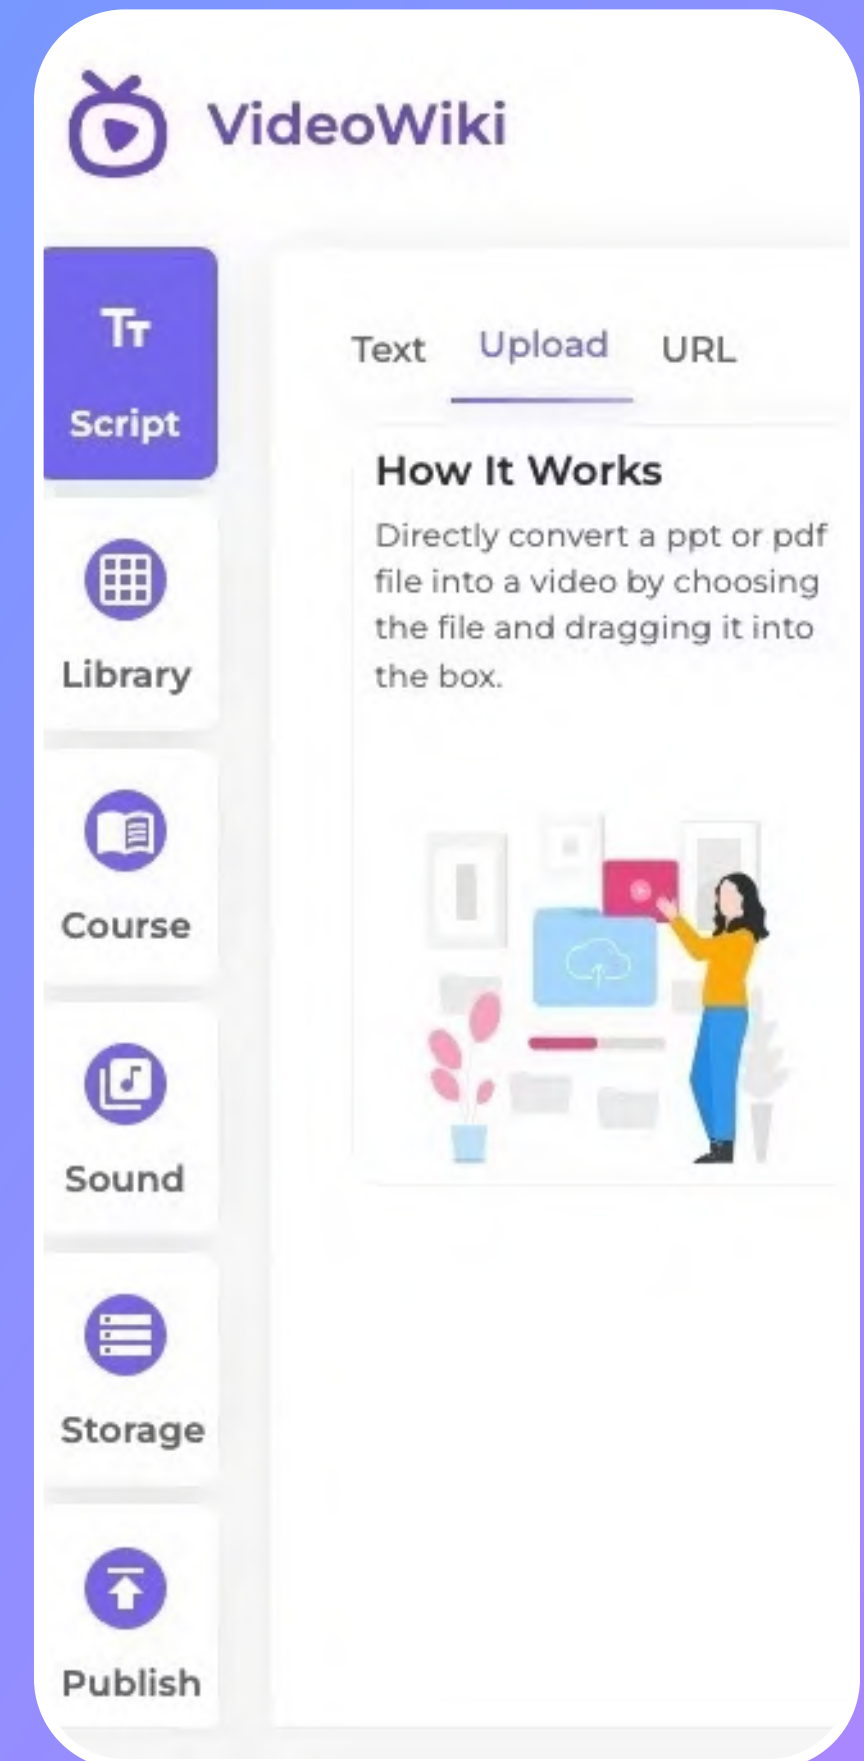 VideoWiki
Script
Library
Course
Sound
Storage
Publish
Text Upload URL
How It Works
Directly convert a ppt or pdf
file into a video by choosing
the file and dragging it into
the box.